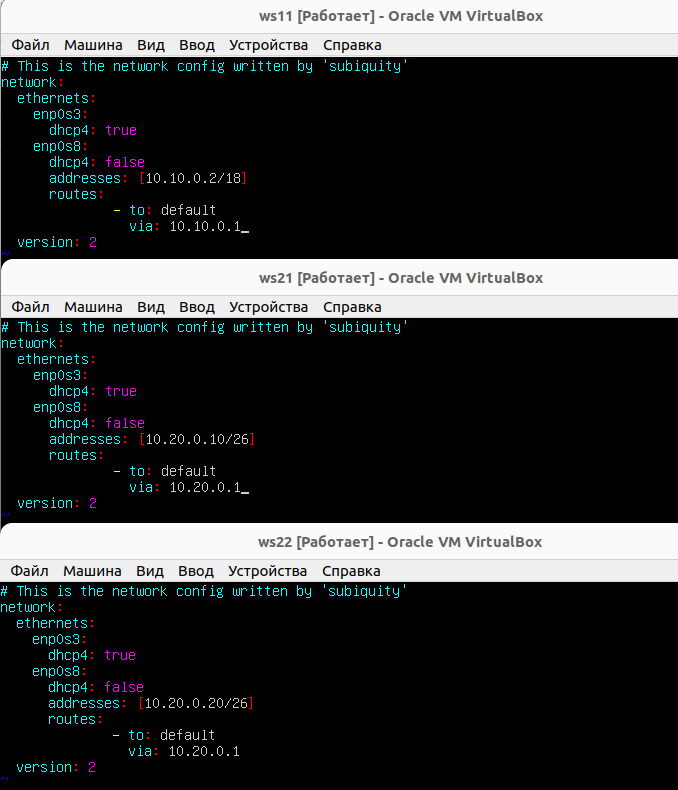 ws11 [Работает] - Oracle VM VirtualBox
Файл Машина Вид Ввод Устройства Справка
# This is the network config written by 'subiquity'
network:
  ethernets:
    enp0s3:
      dhcp4: true
    enp0s8:
      dhcp4: false
      addresses: [10.10.0.2/18]
      routes:
              - to: default
                via: 10.10.0.1_
  version: 2
~
ws21 [Работает] - Oracle VM VirtualBox
Файл Машина Вид Ввод Устройства Справка
# This is the network config written by 'subiquity'
network:
  ethernets:
    enp0s3:
      dhcp4: true
    enp0s8:
      dhcp4: false
      addresses: [10.20.0.10/26]
      routes:
              - to: default
                via: 10.20.0.1_
  version: 2
~
ws22 [Работает] - Oracle VM VirtualBox
Файл Машина Вид Ввод Устройства Справка
# This is the network config written by 'subiquity'
network:
  ethernets:
    enp0s3:
      dhcp4: true
    enp0s8:
      dhcp4: false
      addresses: [10.20.0.20/26]
      routes:
              - to: default
                via: 10.20.0.1
  version: 2
~